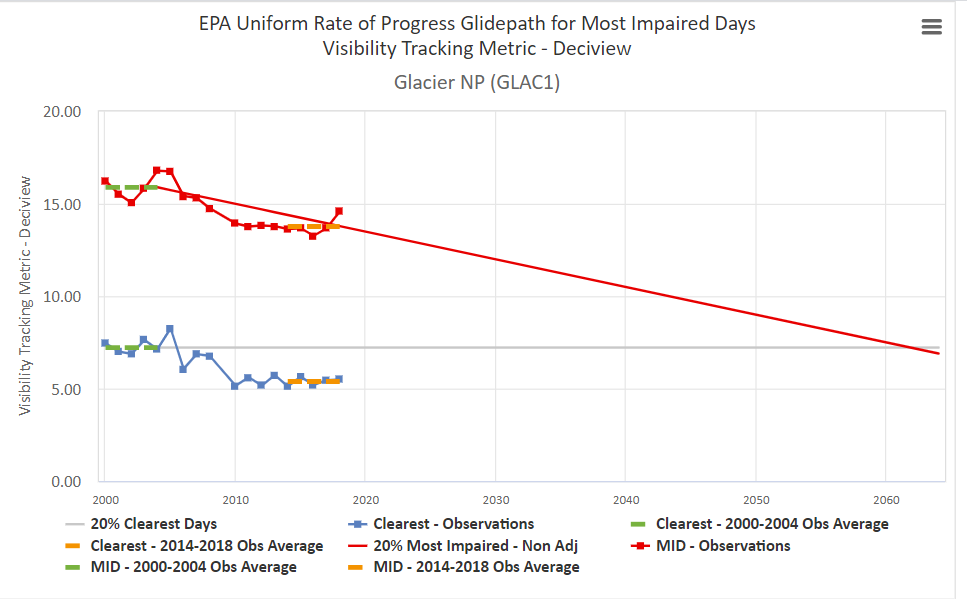 EPA Uniform Rate of Progress Glidepath for Most Impaired Days
Visibility Tracking Metric - Deciview
Glacier NP (GLAC1)
Visibility Tracking Metric - Deciview
20.00
15.00
10.00
5.00
0.00
2000 2010 2020 2030 2040 2050 2060
20% Clearest Days Clearest - Observations Clearest - 2000-2004 Obs Average
Clearest - 2014-2018 Obs Average 20% Most Impaired - Non Adj MID - Observations
MID - 2000-2004 Obs Average MID - 2014-2018 Obs Average